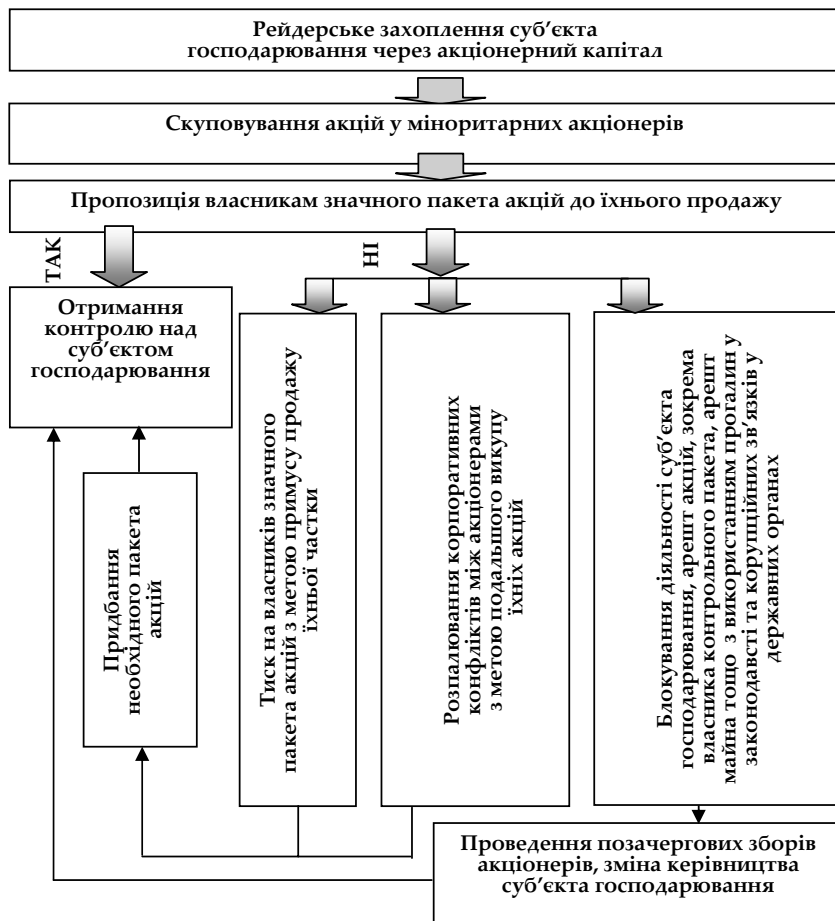 Рейдерське захоплення суб’єкта
господарювання через акціонерний капітал
Скуповування акцій у міноритарних акціонерів
Пропозиція власникам значного пакета акцій до їхнього продажу
ТАК
НІ
Отримання
контролю над
суб’єктом
господарювання
Придбання
необхідного пакета
акцій
Тиск на власників значного
пакета акцій з метою примусу продажу
їхньої частки
Розпалювання корпоративних
конфліктів між акціонерами
з метою подальшого викупу
їхніх акцій
Блокування діяльності суб’єкта
господарювання, арешт акцій, зокрема
власника контрольного пакета, арешт
майна тощо з використанням прогалин у
законодавсті та корупційних зв’язків у
державних органах
Проведення позачергових зборів
акціонерів, зміна керівництва
суб’єкта господарювання